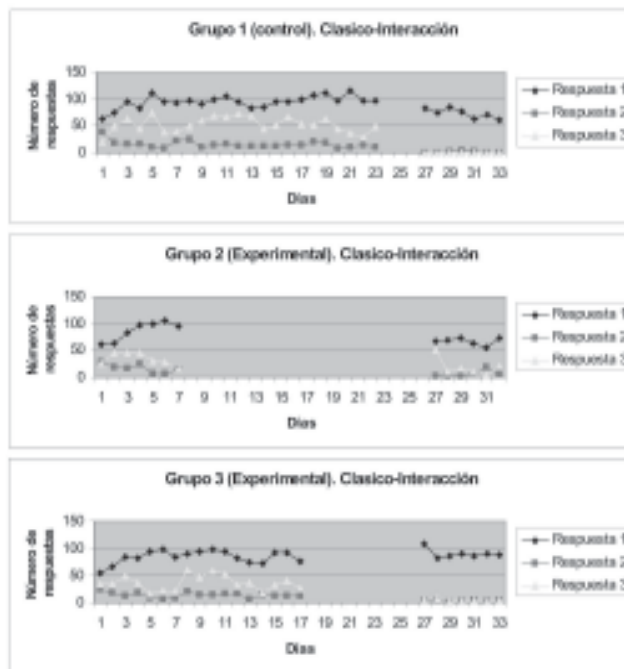 Grupo 1 (control). Clasico-Interacción
Número de
respuestas
150
100
50
0
1 3 5 7 9 11 13 15 17 19 21 23 25 27 29 31 33
Días
Respuesta 1
Respuesta 2
Respuesta 3
Grupo 2 (Experimental). Clasico-Interacción
Número de
respuestas
150
100
50
0
1 3 5 7 9 11 13 15 17 19 21 23 25 27 29 31
Días
Respuesta 1
Respuesta 2
Respuesta 3
Grupo 3 (Experimental). Clasico-Interacción
Número de
respuestas
150
100
50
0
1 3 5 7 9 11 13 15 17 19 21 23 25 27 29 31 33
Días
Respuesta 1
Respuesta 2
Respuesta 3